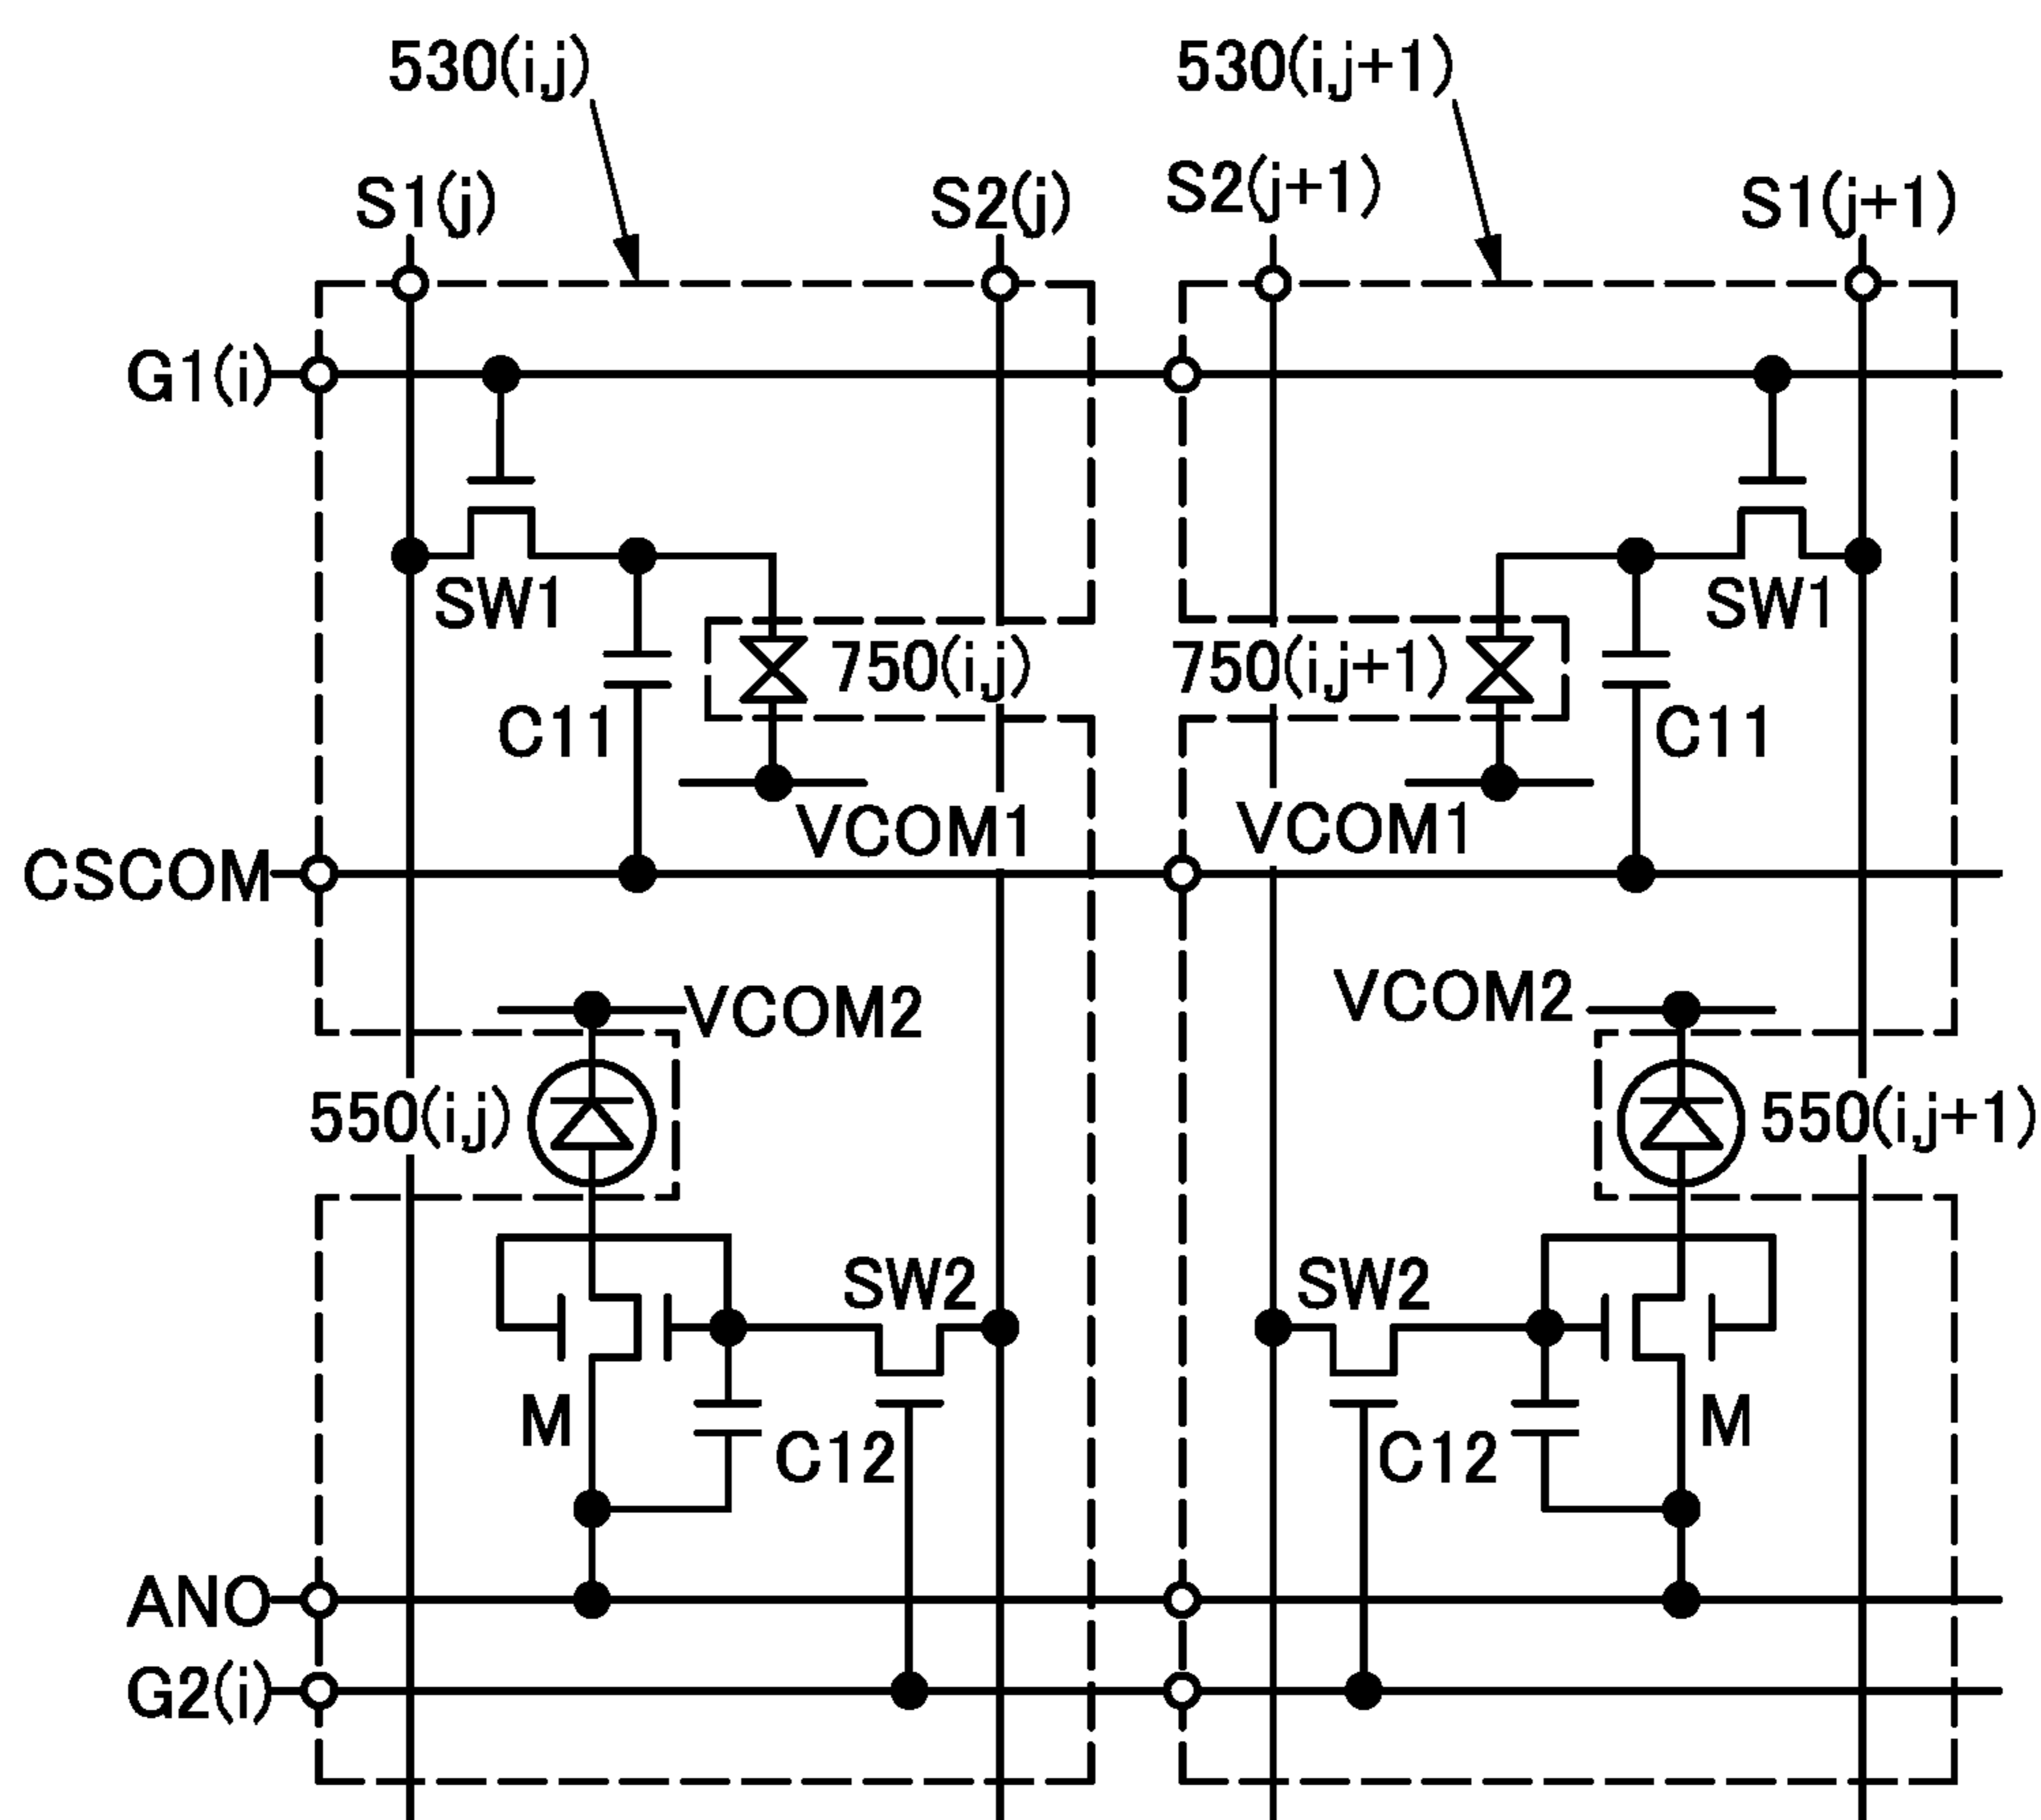 530(i,j) 530(i,j+1)
S1(j) S2(j) S2(j+1) S1(j+1)
G1(i)
SW1 SW1
750(i,j) 750(i,j+1)
C11 C11
VCOM1 VCOM1
CSCOM
VCOM2 VCOM2
550(i,j) 550(i,j+1)
SW2 SW2
M C12 C12 M
ANO
G2(i)